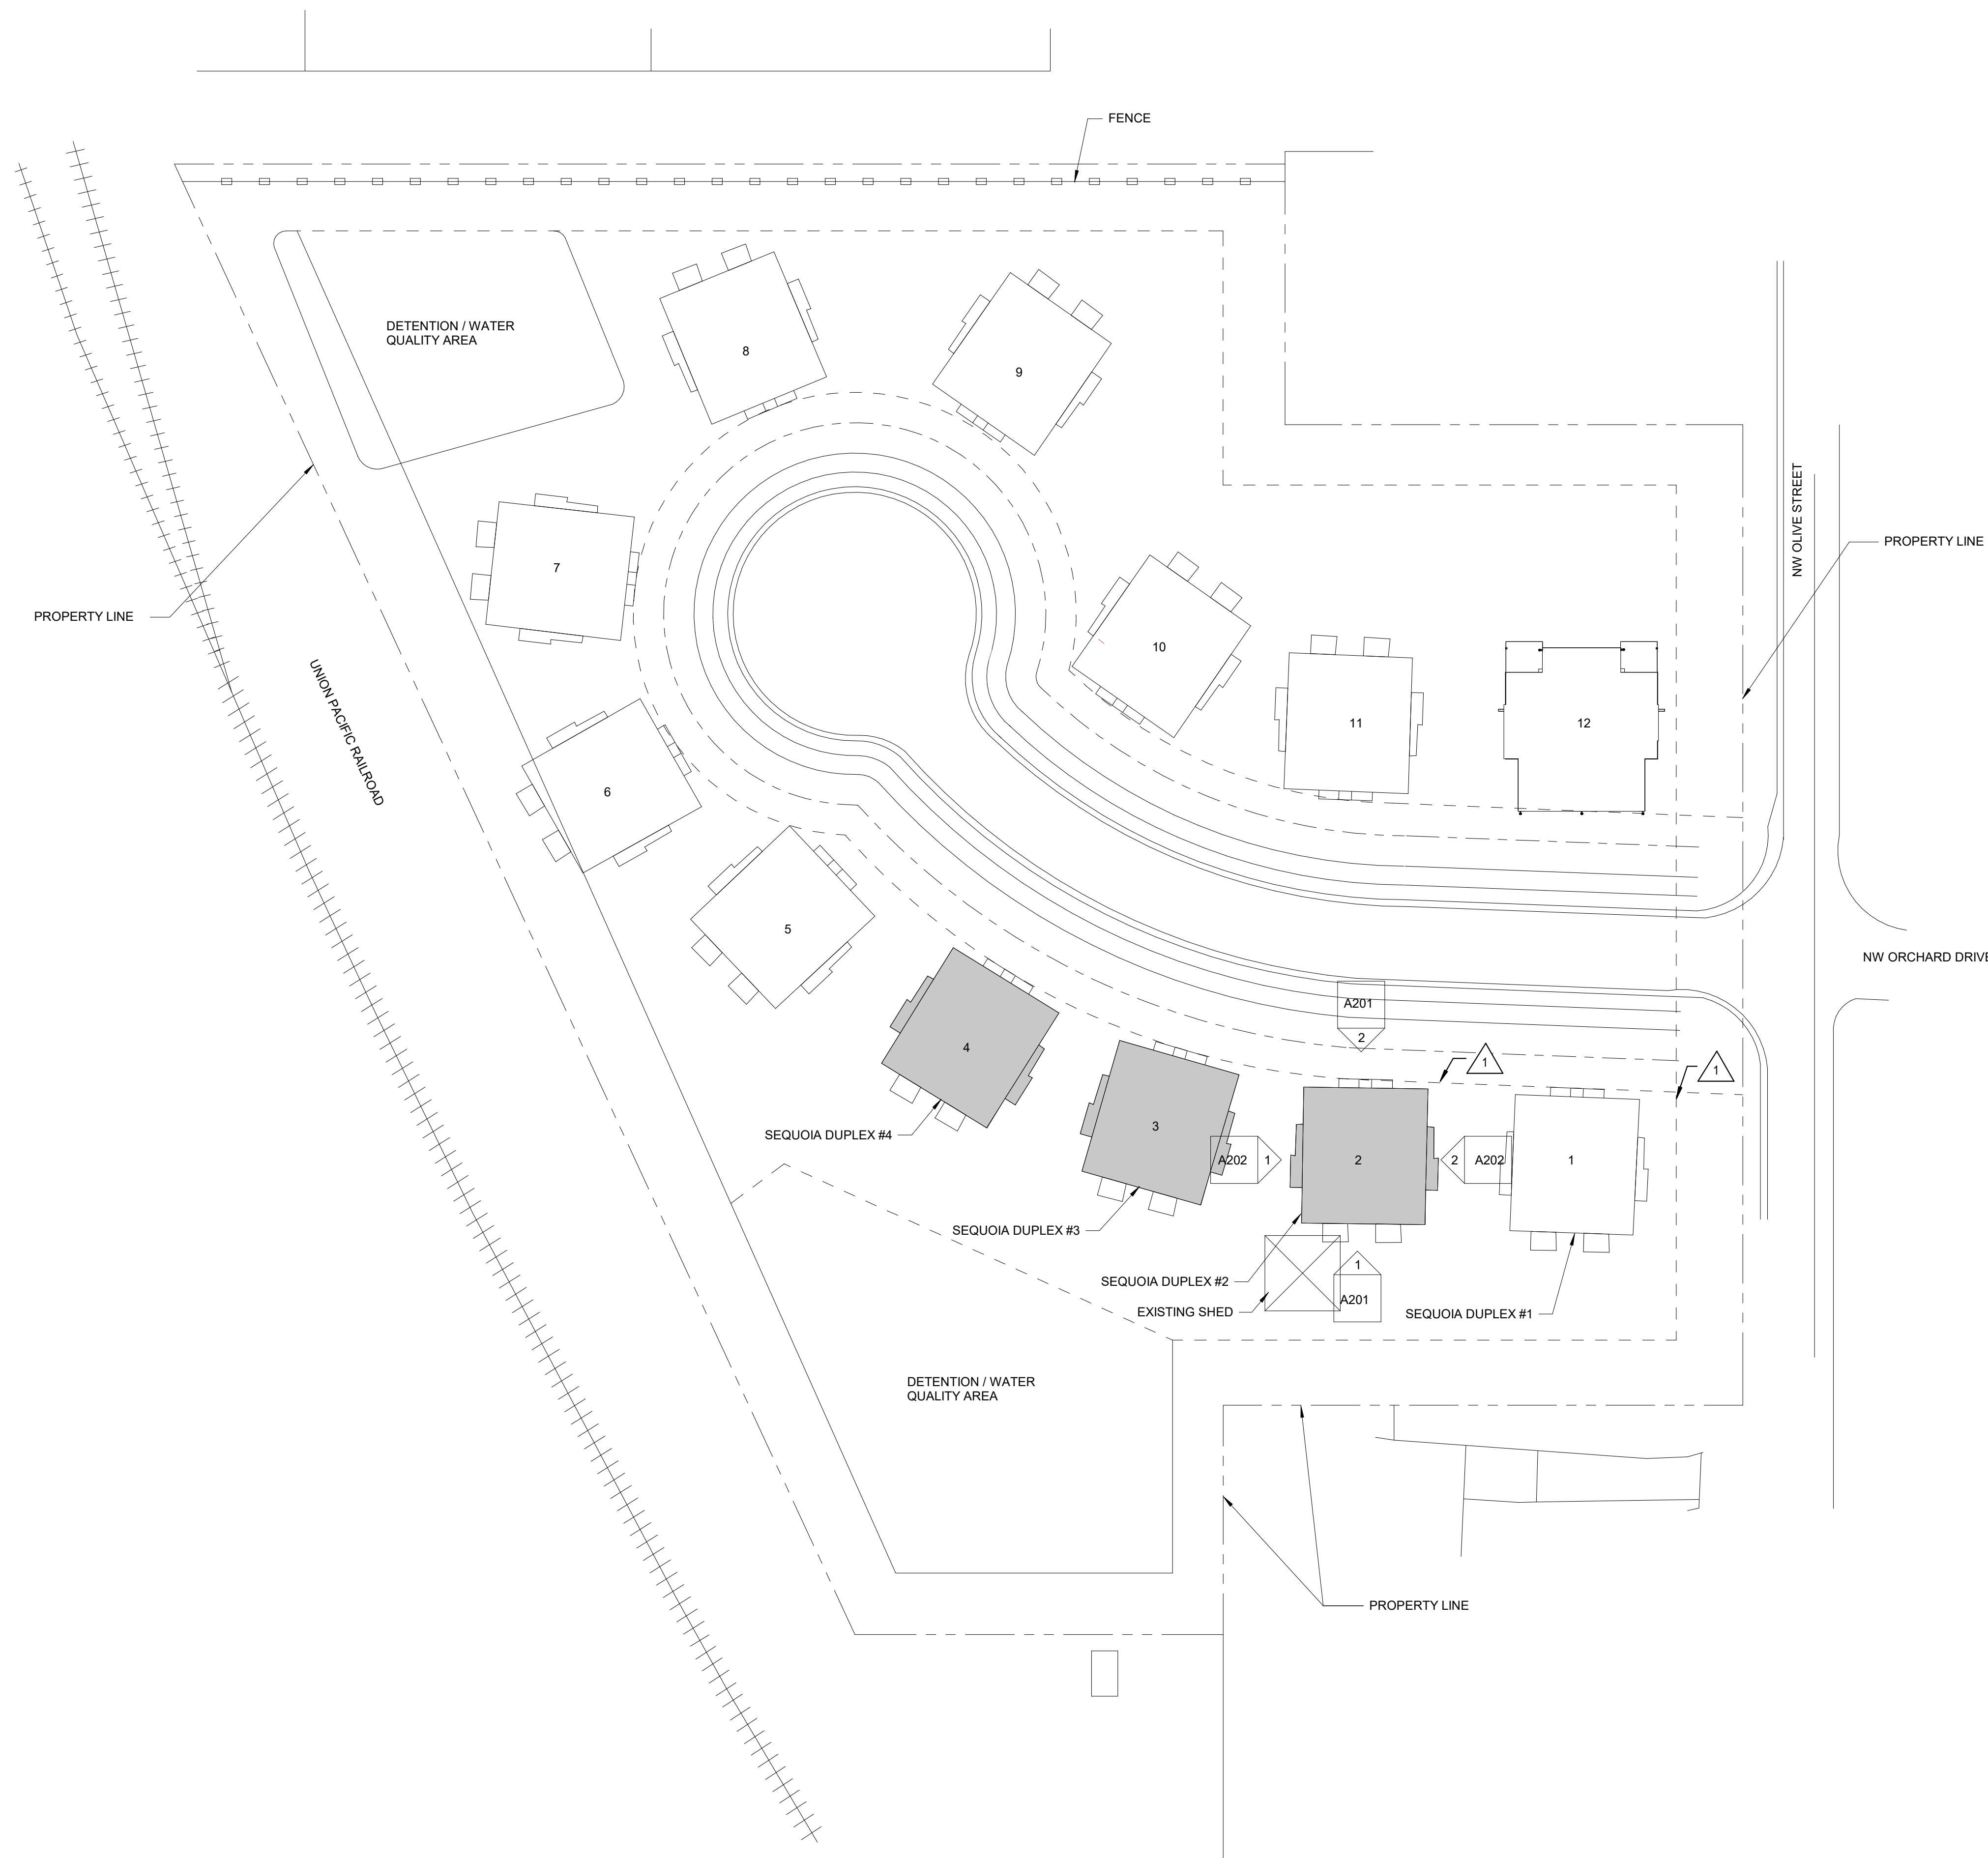 FENCE
DETENTION / WATER
QUALITY AREA
8
9
NW OLIVE STREET
PROPERTY LINE
7
PROPERTY LINE
10
UNION PACIFIC RAILROAD
11
12
6
5
NW ORCHARD DRIVE
A201
2
4
1
1
3
SEQUOIA DUPLEX #4
A202
1
2
2
A202
1
SEQUOIA DUPLEX #3
1
SEQUOIA DUPLEX #2
A201
EXISTING SHED
SEQUOIA DUPLEX #1
DETENTION / WATER
QUALITY AREA
PROPERTY LINE